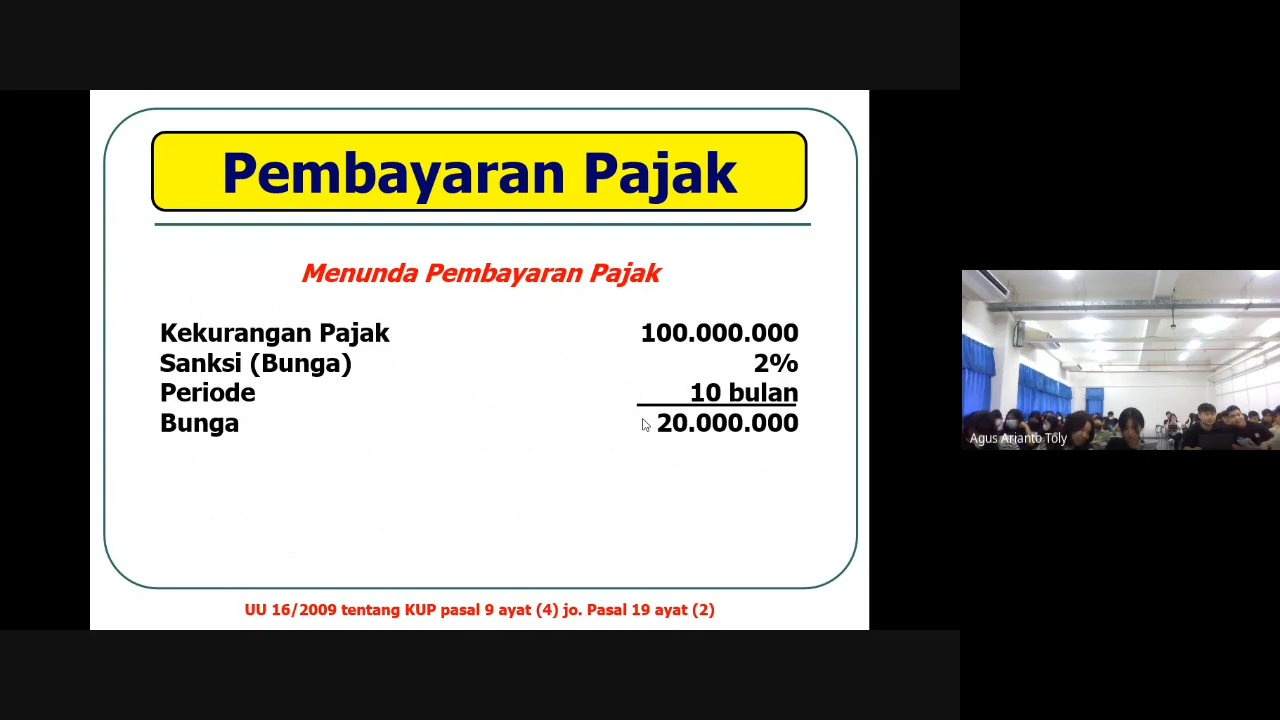 Pembayaran Pajak
Menunda Pembayaran Pajak
Kekurangan Pajak 100.000.000
Sanksi (Bunga) 2%
Periode 10 bulan
Bunga 20.000.000
UU 16/2009 tentang KUP pasal 9 ayat (4) jo. Pasal 19 ayat (2)
Agus Arianto Toly